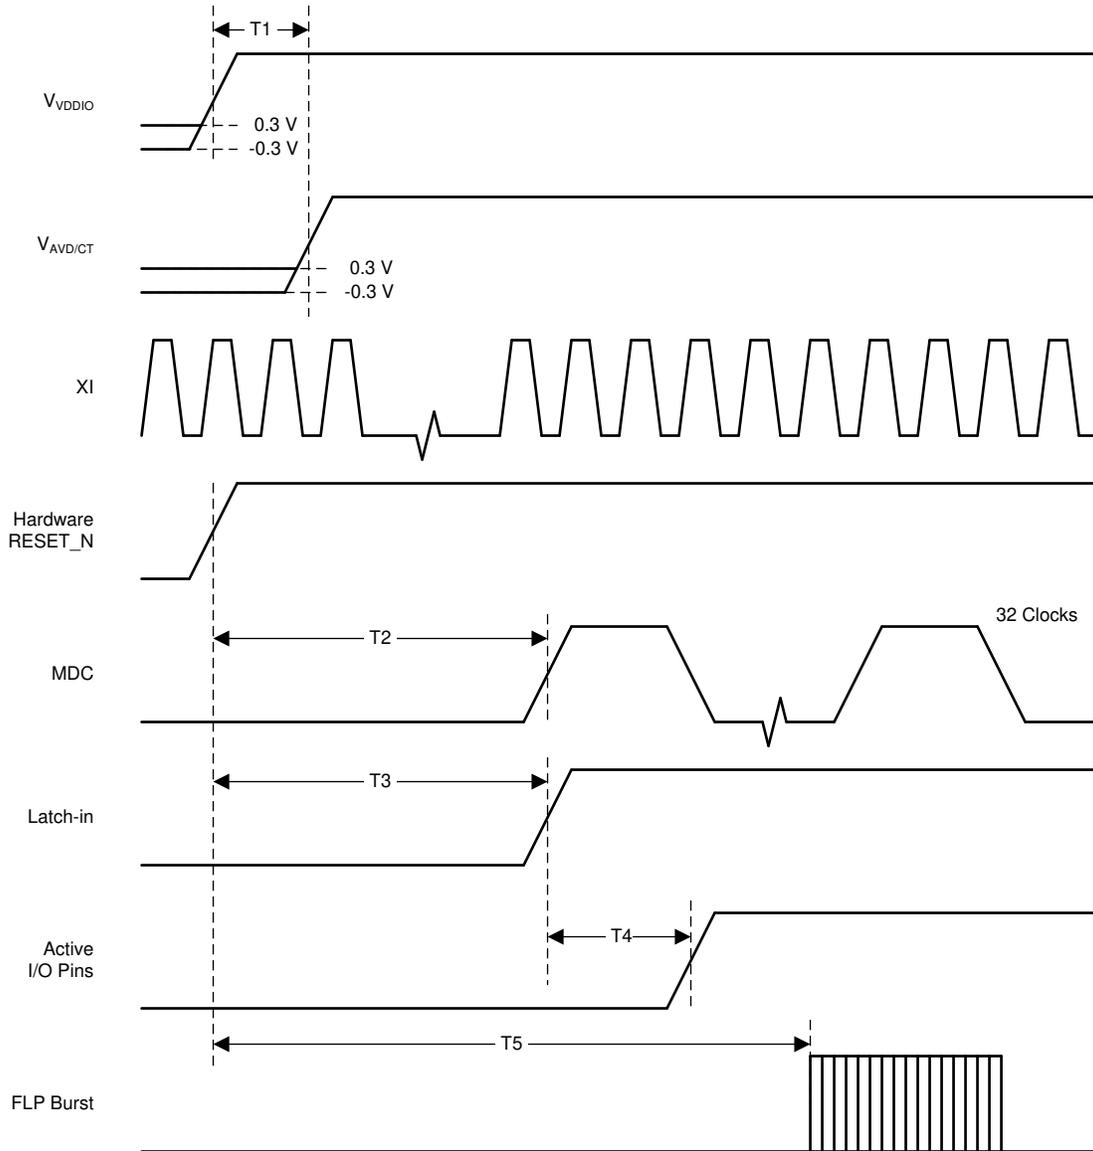 T1
VVDDIO
0.3 V
-0.3 V
VAVD/CT
0.3 V
-0.3 V
XI
Hardware
RESET_N
32 Clocks
T2
MDC
T3
Latch-in
T4
Active
I/O Pins
T5
FLP Burst